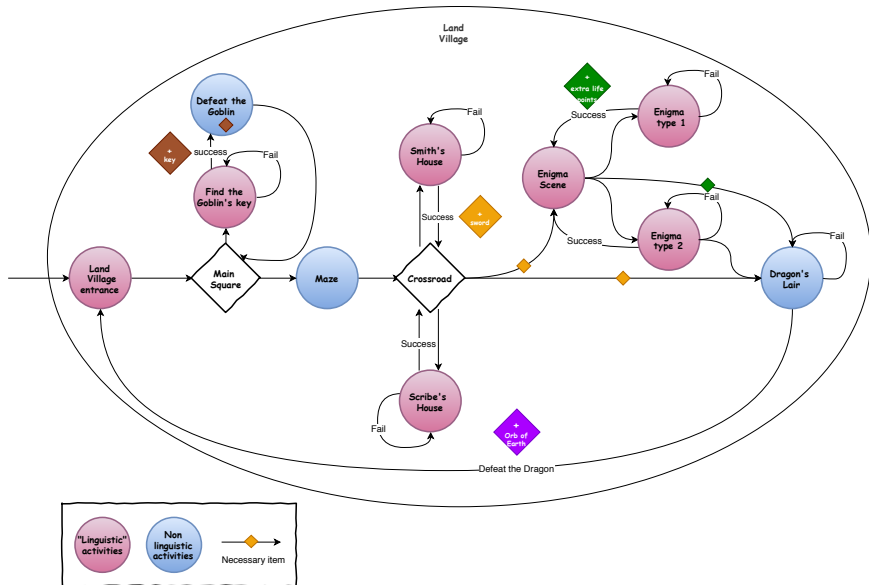 Land
Village
+
extra life
points
Fail
Defeat the
Goblin
Success
Enigma
type 1
Fail
+
key
success
Fail
Smith's
House
Enigma
Scene
Find the
Goblin's key
Fail
Success
+
sword
Success
Enigma
type 2
Fail
Land
Village
entrance
Main
Square
Maze
Crossroad
Dragon's
Lair
Success
Scribe's
House
Fail
+
Orb of
Earth
Defeat the Dragon
"Linguistic"
activities
Non
linguistic
activities
Necessary item